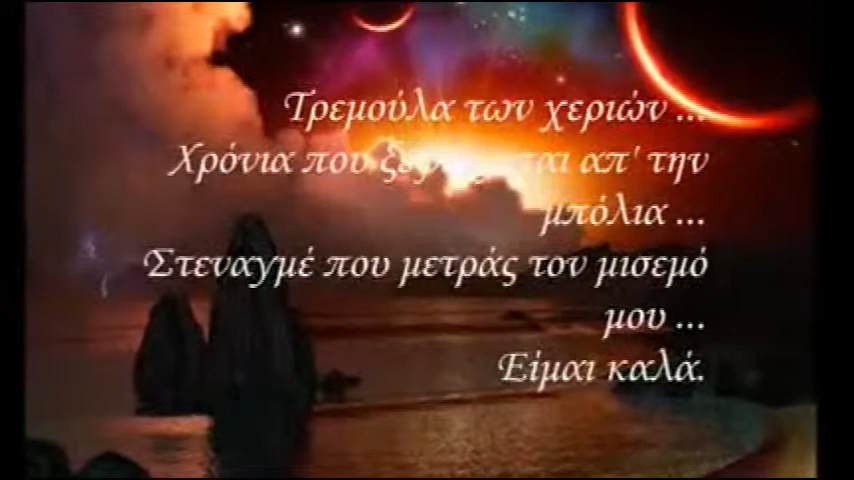 Τρεμούλα των χεριών ...
Χρόνια που απ' την
μπόλια ...
Στεναγμέ που μετράς τον μισεμό
μου ...
Είμαι καλά.